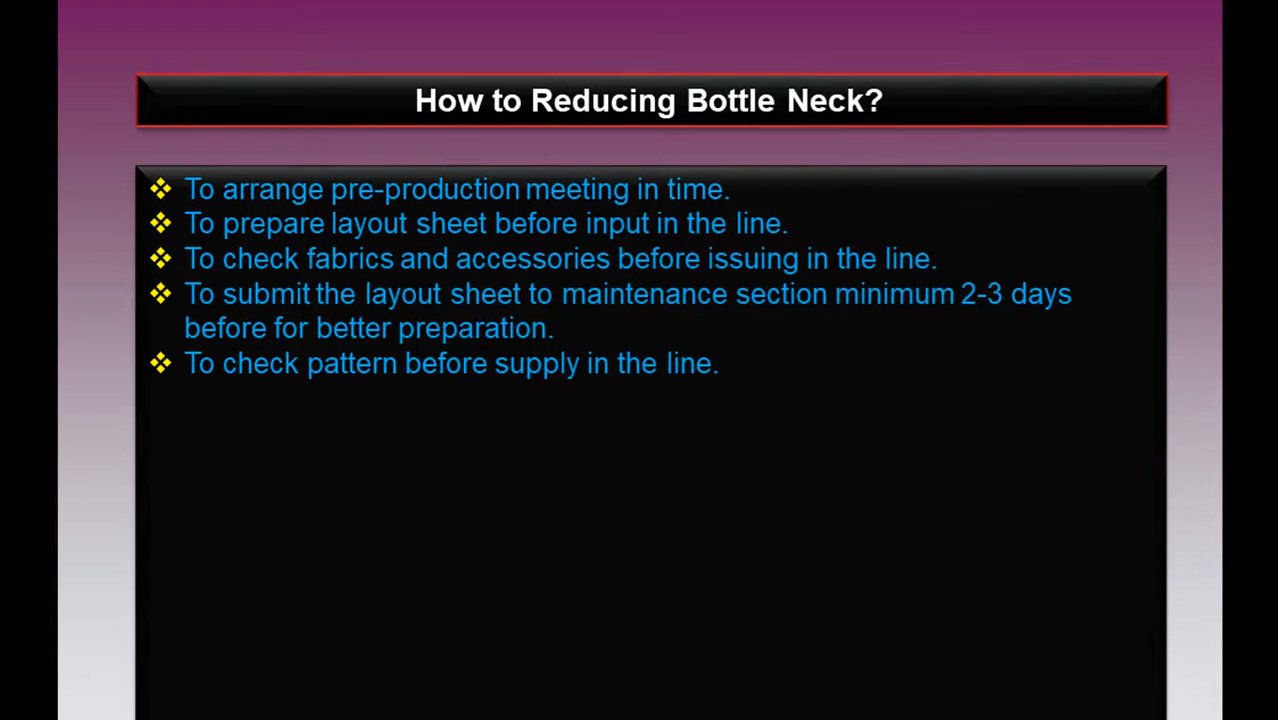 How to Reducing Bottle Neck?
To arrange pre-production meeting in time.
To prepare layout sheet before input in the line.
To check fabrics and accessories before issuing in the line.
To submit the layout sheet to maintenance section minimum 2-3 days
before for better preparation.
To check pattern before supply in the line.